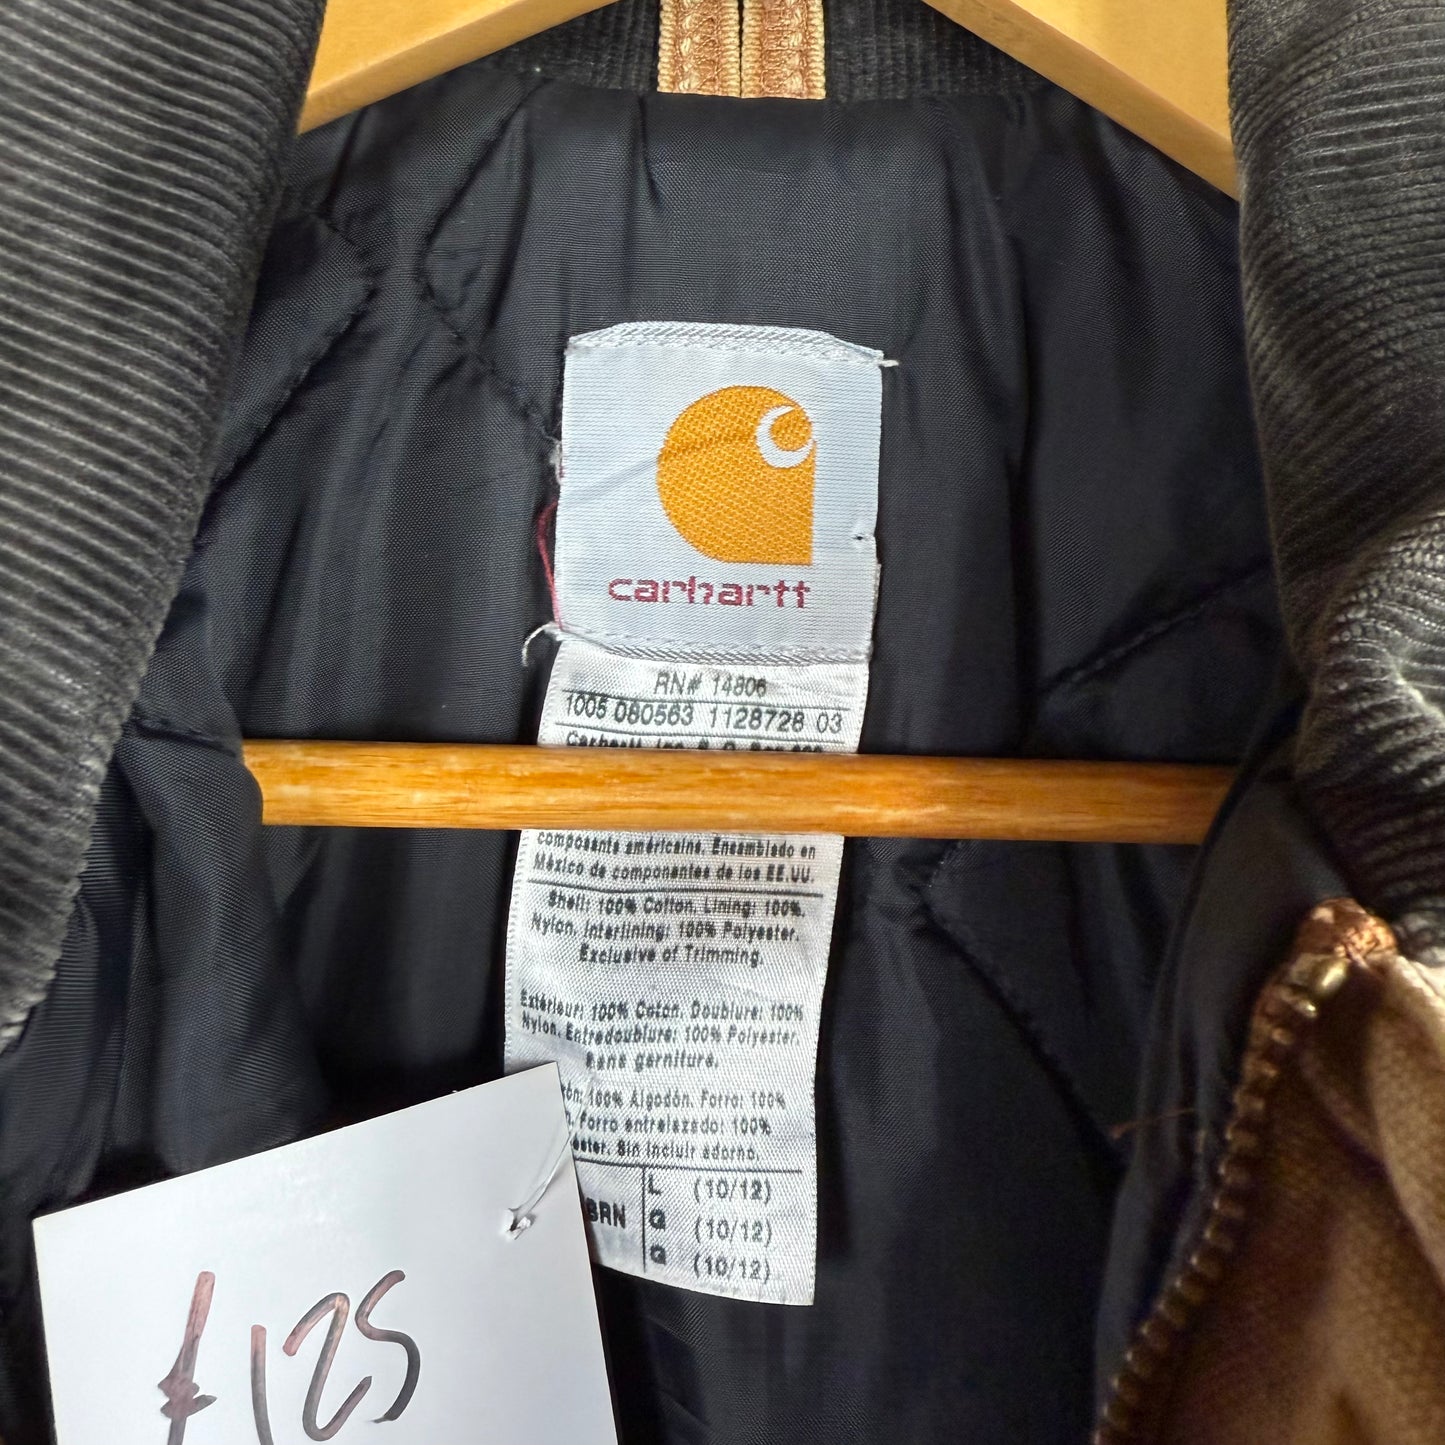 carhartt
RN# 14806
1005 080563 1128728 03
Carhartt, Inc.
composants américains. Ensamblado en
México de componentes de los EE.UU.
Shell: 100% Cotton. Lining: 100%.
Nylon. Interlining: 100% Polyester.
Exclusive of Trimming.
Extérieur: 100% Coton. Doublure: 100%
Nylon. Entredoublure: 100% Polyester.
Sans garniture.
100% Algodón. Forro: 100%
Forro entrelazado: 100%
Sin incluir adorno.
BRN
L (10/12)
G (10/12)
G (10/12)
£125